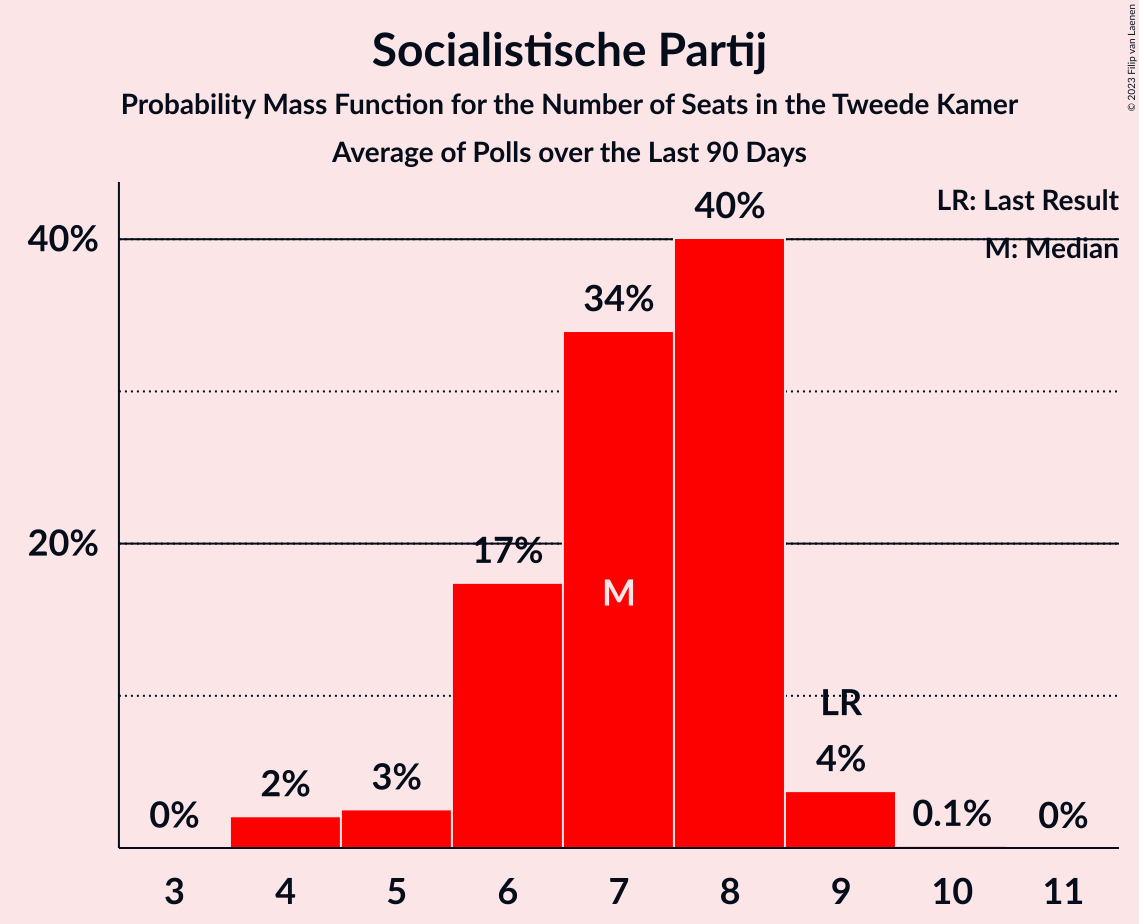 Socialistische Partij
Probability Mass Function for the Number of Seats in the Tweede Kamer
Average of Polls over the Last 90 Days
© 2023 Filip van Laenen
LR: Last Result
M: Median
40%
20%
0%
2%
3%
17%
34%
M
40%
LR
4%
0.1%
0%
3 4 5 6 7 8 9 10 11